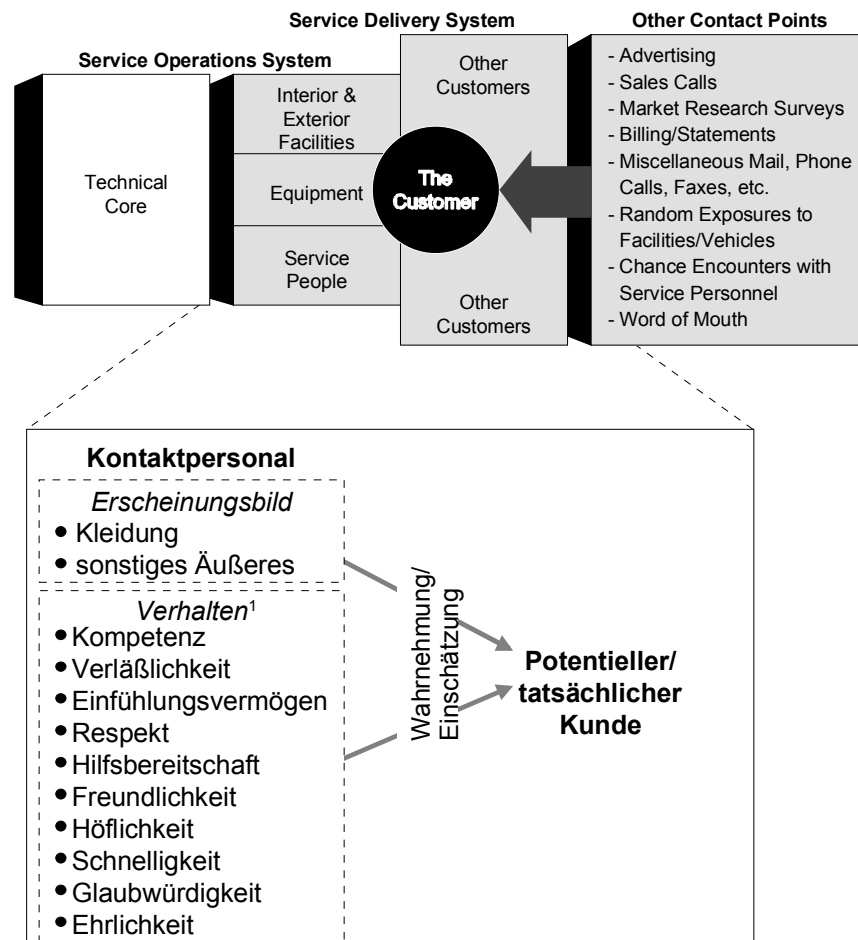 Service Delivery System
Other Contact Points
Service Operations System
Technical
Core
Interior &
Exterior
Facilities
Equipment
Service
People
Other
Customers
The
Customer
Other
Customers
- Advertising
- Sales Calls
- Market Research Surveys
- Billing/Statements
- Miscellaneous Mail, Phone
Calls, Faxes, etc.
- Random Exposures to
Facilities/Vehicles
- Chance Encounters with
Service Personnel
- Word of Mouth
Kontaktpersonal
Erscheinungsbild
• Kleidung
• sonstiges Äußeres
Verhalten¹
• Kompetenz
• Verläßlichkeit
• Einfühlungsvermögen
• Respekt
• Hilfsbereitschaft
• Freundlichkeit
• Höflichkeit
• Schnelligkeit
• Glaubwürdigkeit
• Ehrlichkeit
Wahrnehmung/
Einschätzung
Potentieller/
tatsächlicher
Kunde